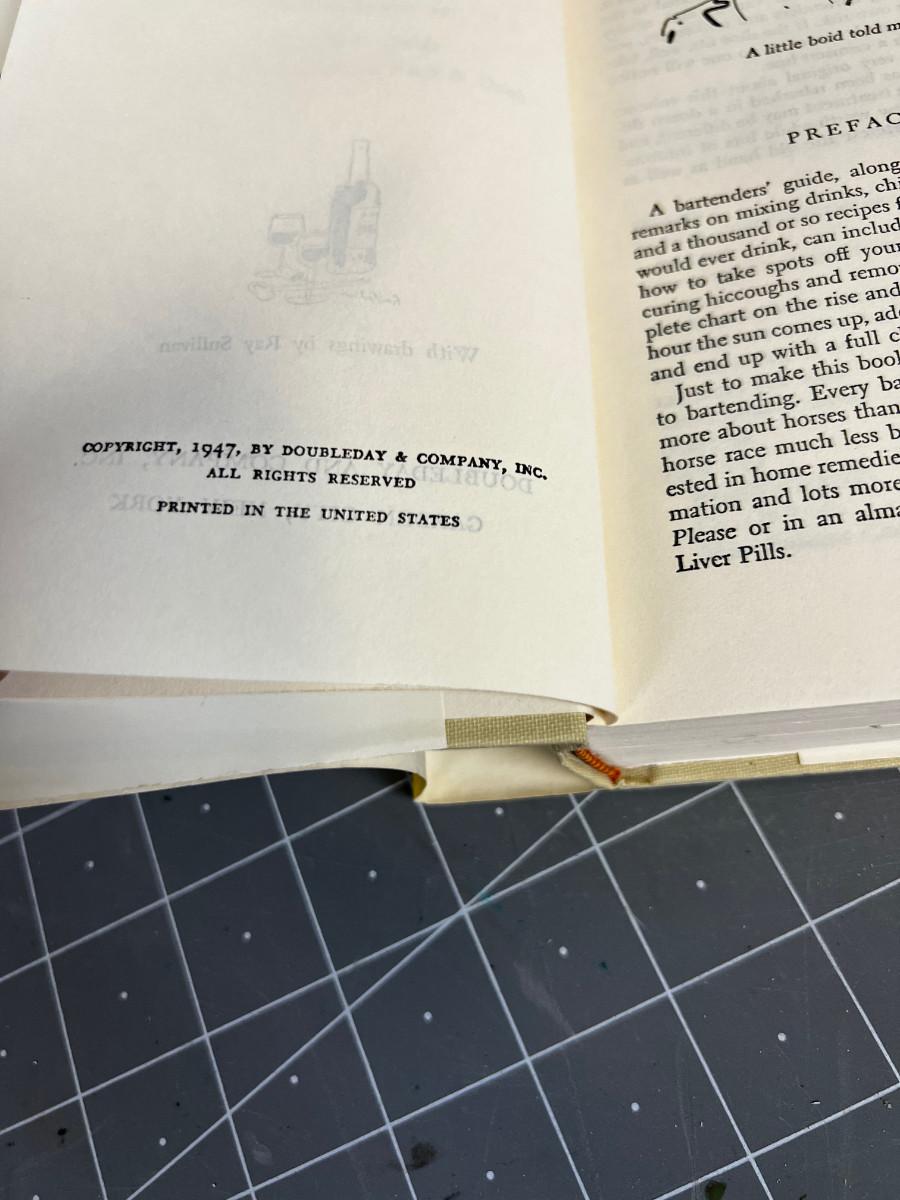 With drawings by Ray Sullivan
COPYRIGHT, 1947, BY DOUBLEDAY & COMPANY, INC.
ALL RIGHTS RESERVED
PRINTED IN THE UNITED STATES
A little boid told m
PREFAC
A bartenders' guide, along
remarks on mixing drinks, chi
and a thousand or so recipes f
would ever drink, can includ
how to take spots off your
curing hiccoughs and remo
plete chart on the rise and
hour the sun comes up, ad
and end up with a full c
Just to make this book
to bartending. Every ba
more about horses than
horse race much less b
ested in home remedie
mation and lots more
Please or in an alma
Liver Pills.